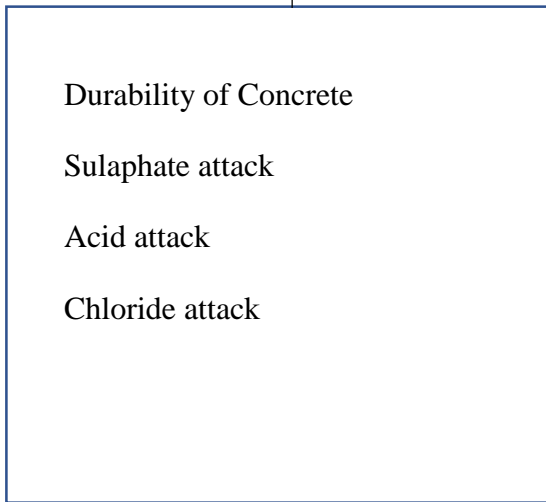 Durability of Concrete
Sulaphate attack
Acid attack
Chloride attack